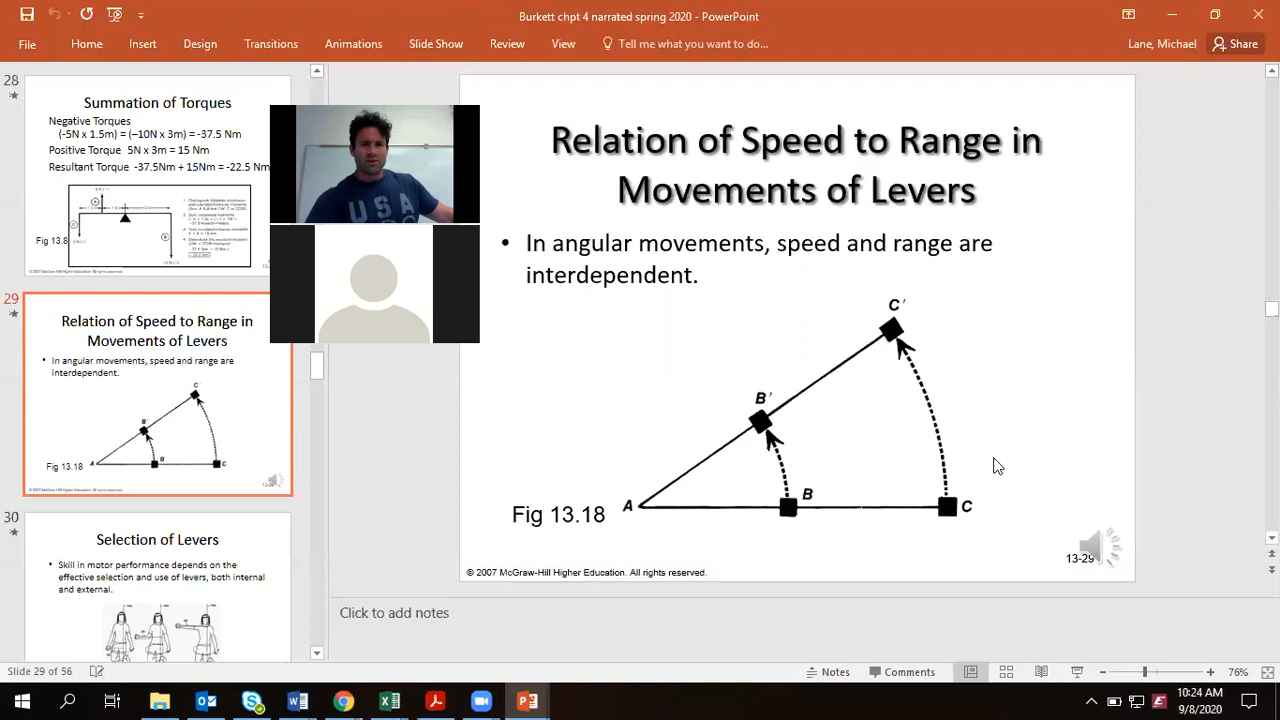 Burkett chpt 4 narrated spring 2020 - PowerPoint
File Home Insert Design Transitions Animations Slide Show Review View Tell me what you want to do...
Lane, Michael Share
28
Summation of Torques
Negative Torques
(-5N x 1.5m) = (–10N x 3m) = -37.5 Nm
Positive Torque 5N x 3m = 15 Nm
Resultant Torque -37.5Nm + 15Nm = -22.5 Nm
Fig 13.8
29
Relation of Speed to Range in
Movements of Levers
• In angular movements, speed and range are
interdependent.
C'
B'
A B C
Fig 13.18
30
Selection of Levers
• Skill in motor performance depends on the
effective selection and use of levers, both internal
and external.
USA
Relation of Speed to Range in
Movements of Levers
• In angular movements, speed and range are
interdependent.
C'
B'
B
A C
Fig 13.18
13-29
© 2007 McGraw-Hill Higher Education. All rights reserved.
Click to add notes
Slide 29 of 56
Notes Comments
76%
10:24 AM
9/8/2020